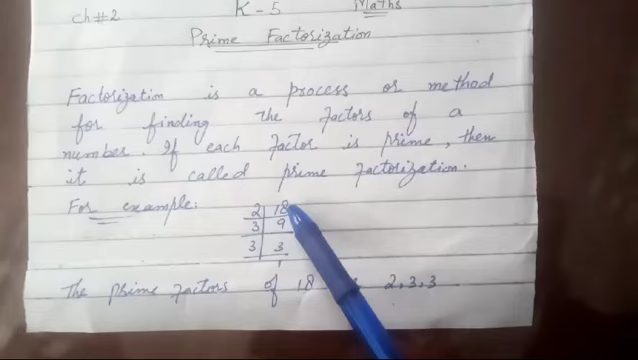 ch#2 K-5 Maths
Prime Factorization
Factorization is a process or method
for finding the factors of a
number. If each factor is prime, then
it is called prime factorization.
For example:
2 18
3 9
3 3
1
The prime factors of 18 2,3,3